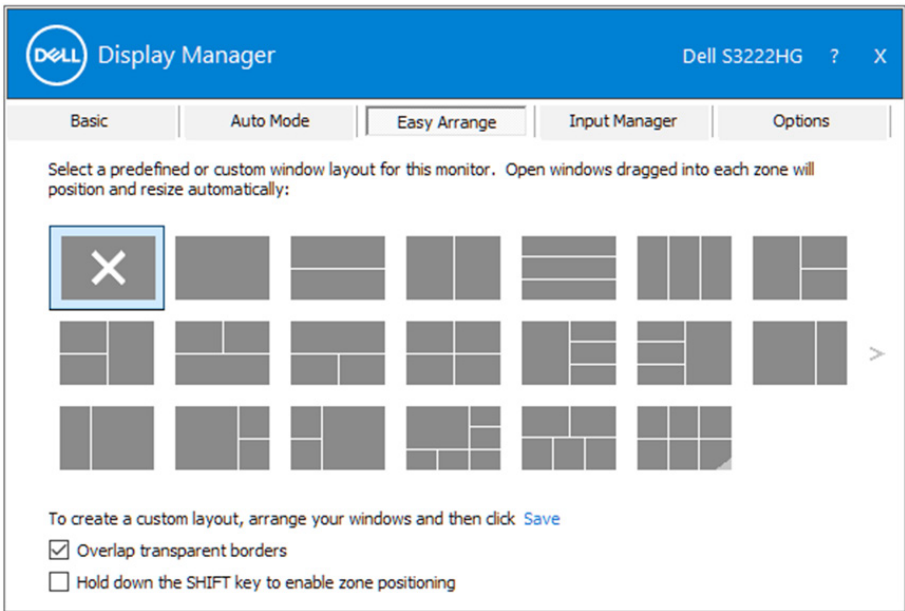 DELL Display Manager Dell S3222HG ? X
Basic Auto Mode Easy Arrange Input Manager Options
Select a predefined or custom window layout for this monitor. Open windows dragged into each zone will
position and resize automatically:
>
To create a custom layout, arrange your windows and then click Save
Overlap transparent borders
Hold down the SHIFT key to enable zone positioning